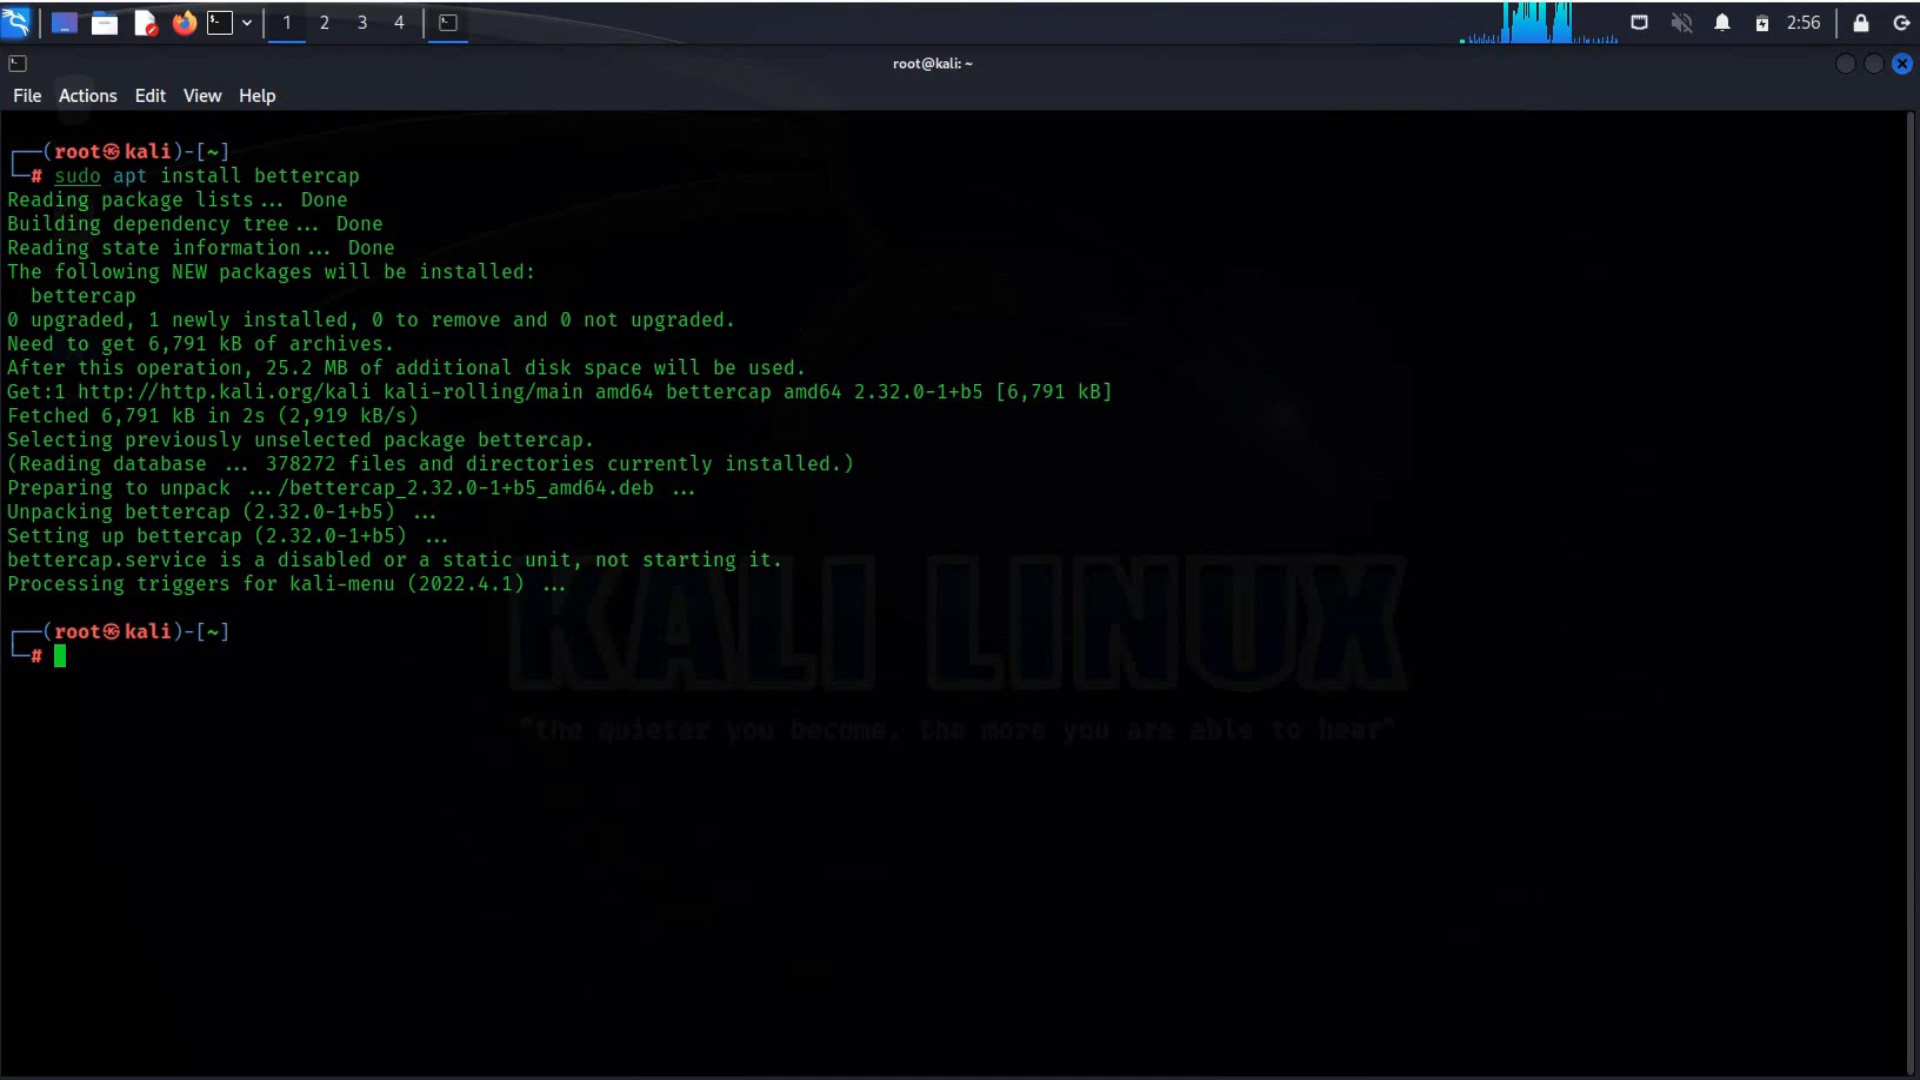 1 2 3 4
2:56
root@kali: ~
File Actions Edit View Help
┌──(root㉿kali)-[~]
└─# sudo apt install bettercap
Reading package lists... Done
Building dependency tree... Done
Reading state information... Done
The following NEW packages will be installed:
  bettercap
0 upgraded, 1 newly installed, 0 to remove and 0 not upgraded.
Need to get 6,791 kB of archives.
After this operation, 25.2 MB of additional disk space will be used.
Get:1 http://http.kali.org/kali kali-rolling/main amd64 bettercap amd64 2.32.0-1+b5 [6,791 kB]
Fetched 6,791 kB in 2s (2,919 kB/s)
Selecting previously unselected package bettercap.
(Reading database ... 378272 files and directories currently installed.)
Preparing to unpack .../bettercap_2.32.0-1+b5_amd64.deb ...
Unpacking bettercap (2.32.0-1+b5) ...
Setting up bettercap (2.32.0-1+b5) ...
bettercap.service is a disabled or a static unit, not starting it.
Processing triggers for kali-menu (2022.4.1) ...
┌──(root㉿kali)-[~]
└─#
KALI LINUX
"the quieter you become, the more you are able to hear"